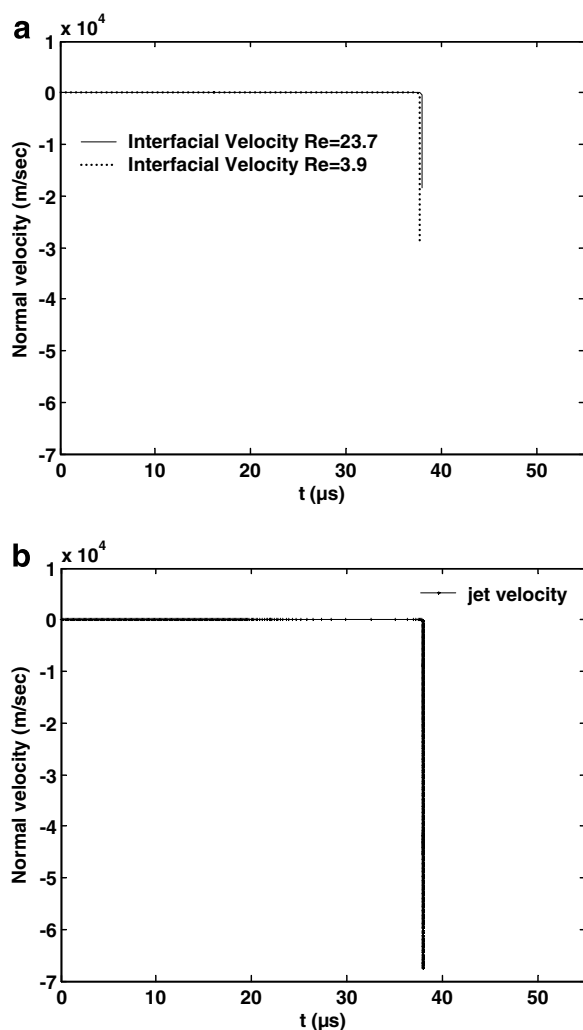 a
x 10^4
1
0
-1
-2
-3
-4
-5
-6
-7
Normal velocity (m/sec)
Interfacial Velocity Re=23.7
Interfacial Velocity Re=3.9
0 10 20 30 40 50
t (μs)
b
x 10^4
1
0
-1
-2
-3
-4
-5
-6
-7
Normal velocity (m/sec)
jet velocity
0 10 20 30 40 50
t (μs)